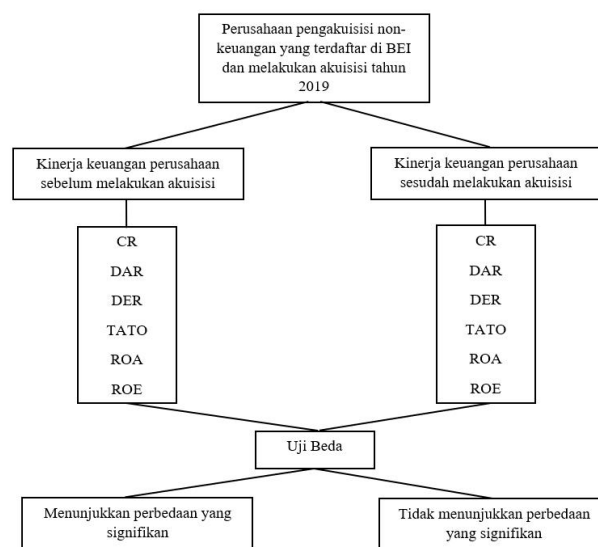 Perusahaan pengakuisisi non-
keuangan yang terdaftar di BEI
dan melakukan akuisisi tahun
2019
Kinerja keuangan perusahaan
sebelum melakukan akuisisi
Kinerja keuangan perusahaan
sesudah melakukan akuisisi
CR
DAR
DER
TATO
ROA
ROE
CR
DAR
DER
TATO
ROA
ROE
Uji Beda
Menunjukkan perbedaan yang
signifikan
Tidak menunjukkan perbedaan
yang signifikan